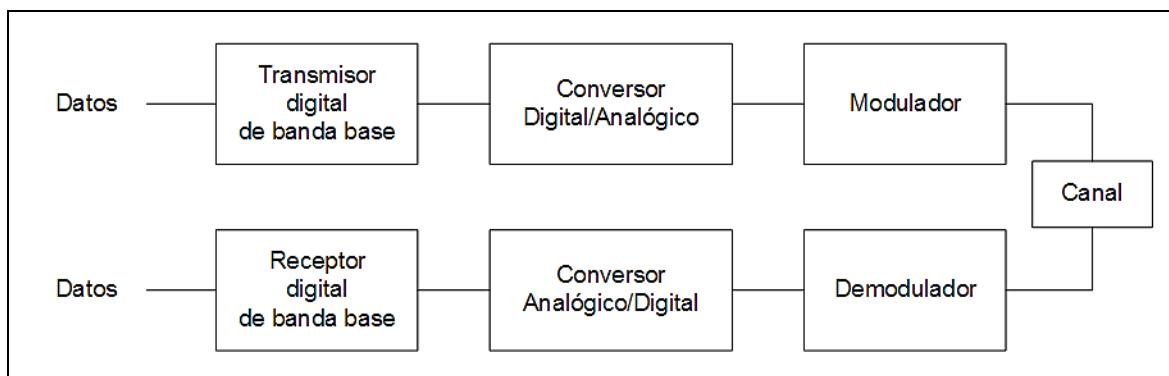 Datos
Transmisor
digital
de banda base
Conversor
Digital/Analógico
Modulador
Canal
Datos
Receptor
digital
de banda base
Conversor
Analógico/Digital
Demodulador